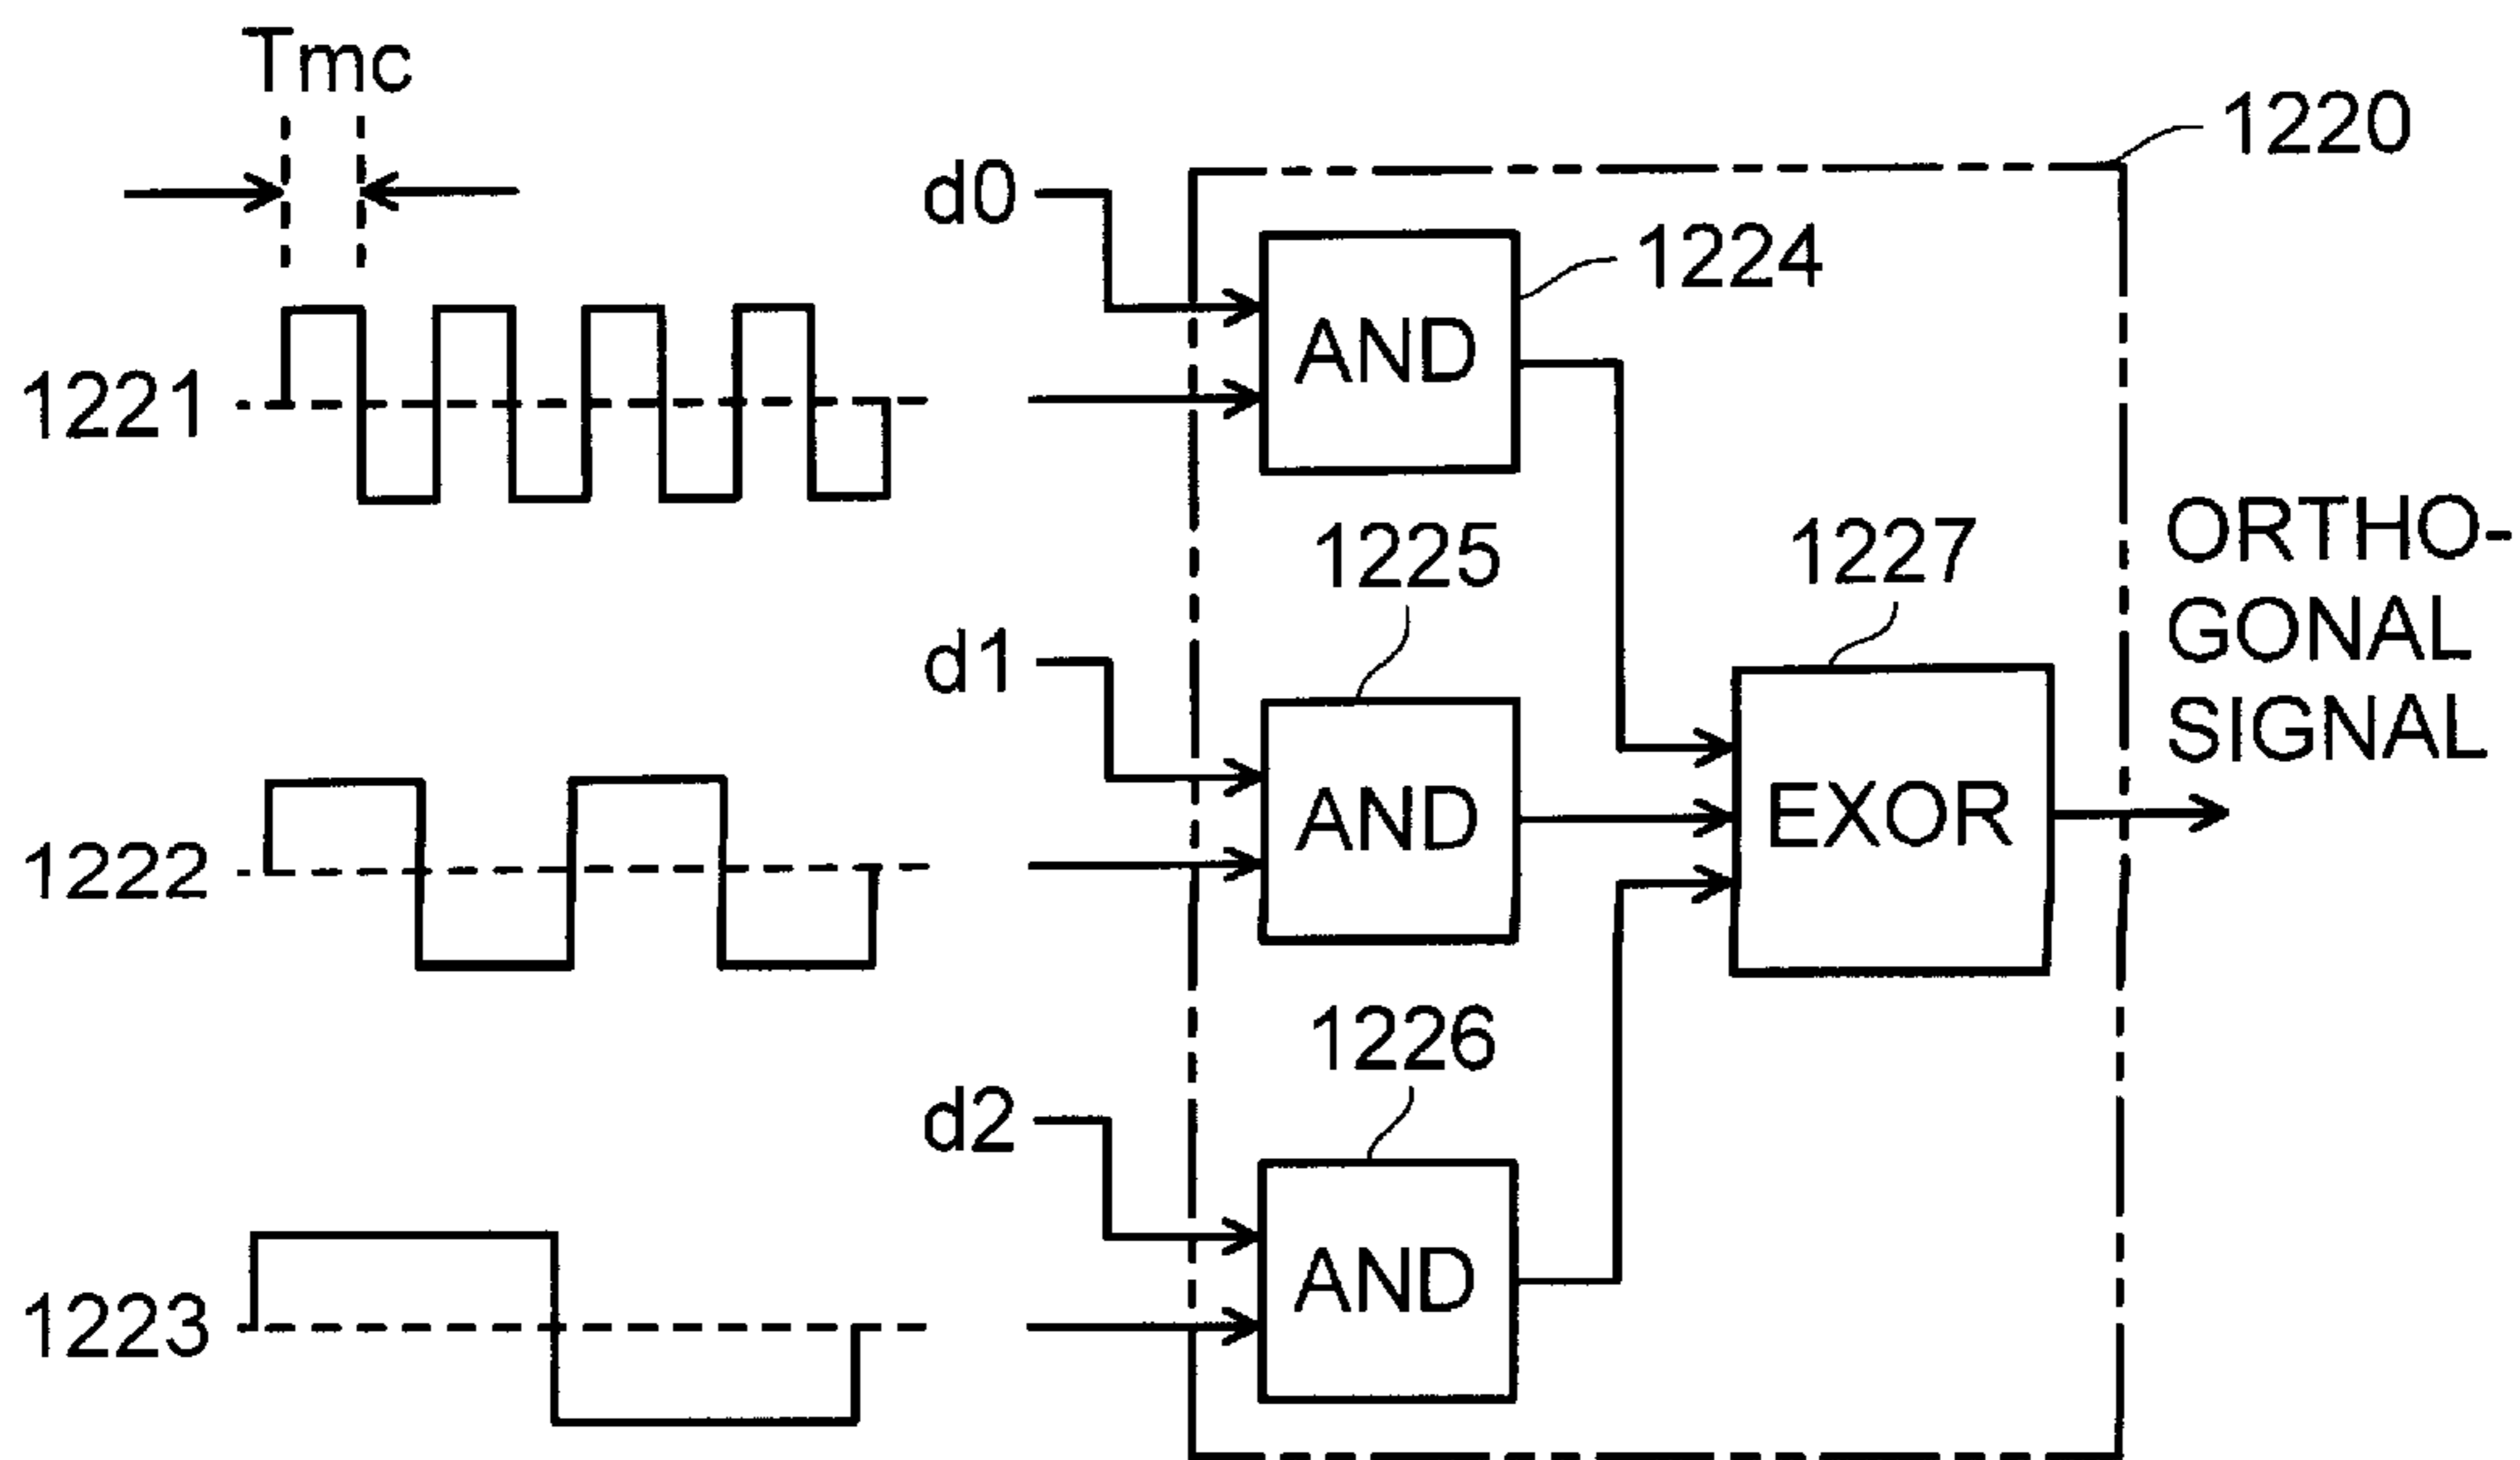 Tmc
1220
d0
1224
AND
1221
1225
1227
ORTHO-
GONAL
SIGNAL
d1
AND
EXOR
1222
1226
d2
AND
1223